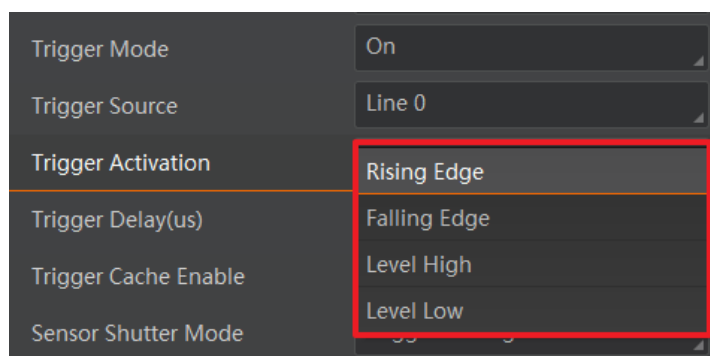 Trigger Mode On
Trigger Source Line 0
Trigger Activation Rising Edge
Trigger Delay(us) Falling Edge
Trigger Cache Enable Level High
Sensor Shutter Mode Level Low